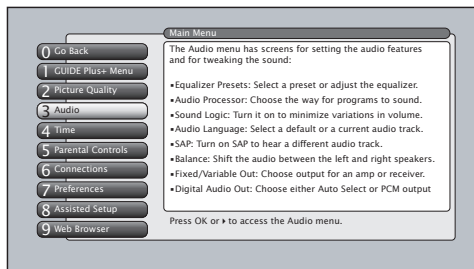 Main Menu
0 Go Back
1 GUIDE Plus+ Menu
2 Picture Quality
3 Audio
4 Time
5 Parental Controls
6 Connections
7 Preferences
8 Assisted Setup
9 Web Browser
The Audio menu has screens for setting the audio features
and for tweaking the sound:
▪Equalizer Presets: Select a preset or adjust the equalizer.
▪Audio Processor: Choose the way for programs to sound.
▪Sound Logic: Turn it on to minimize variations in volume.
▪Audio Language: Select a default or a current audio track.
▪SAP: Turn on SAP to hear a different audio track.
▪Balance: Shift the audio between the left and right speakers.
▪Fixed/Variable Out: Choose output for an amp or receiver.
▪Digital Audio Out: Choose either Auto Select or PCM output
Press OK or ▸ to access the Audio menu.